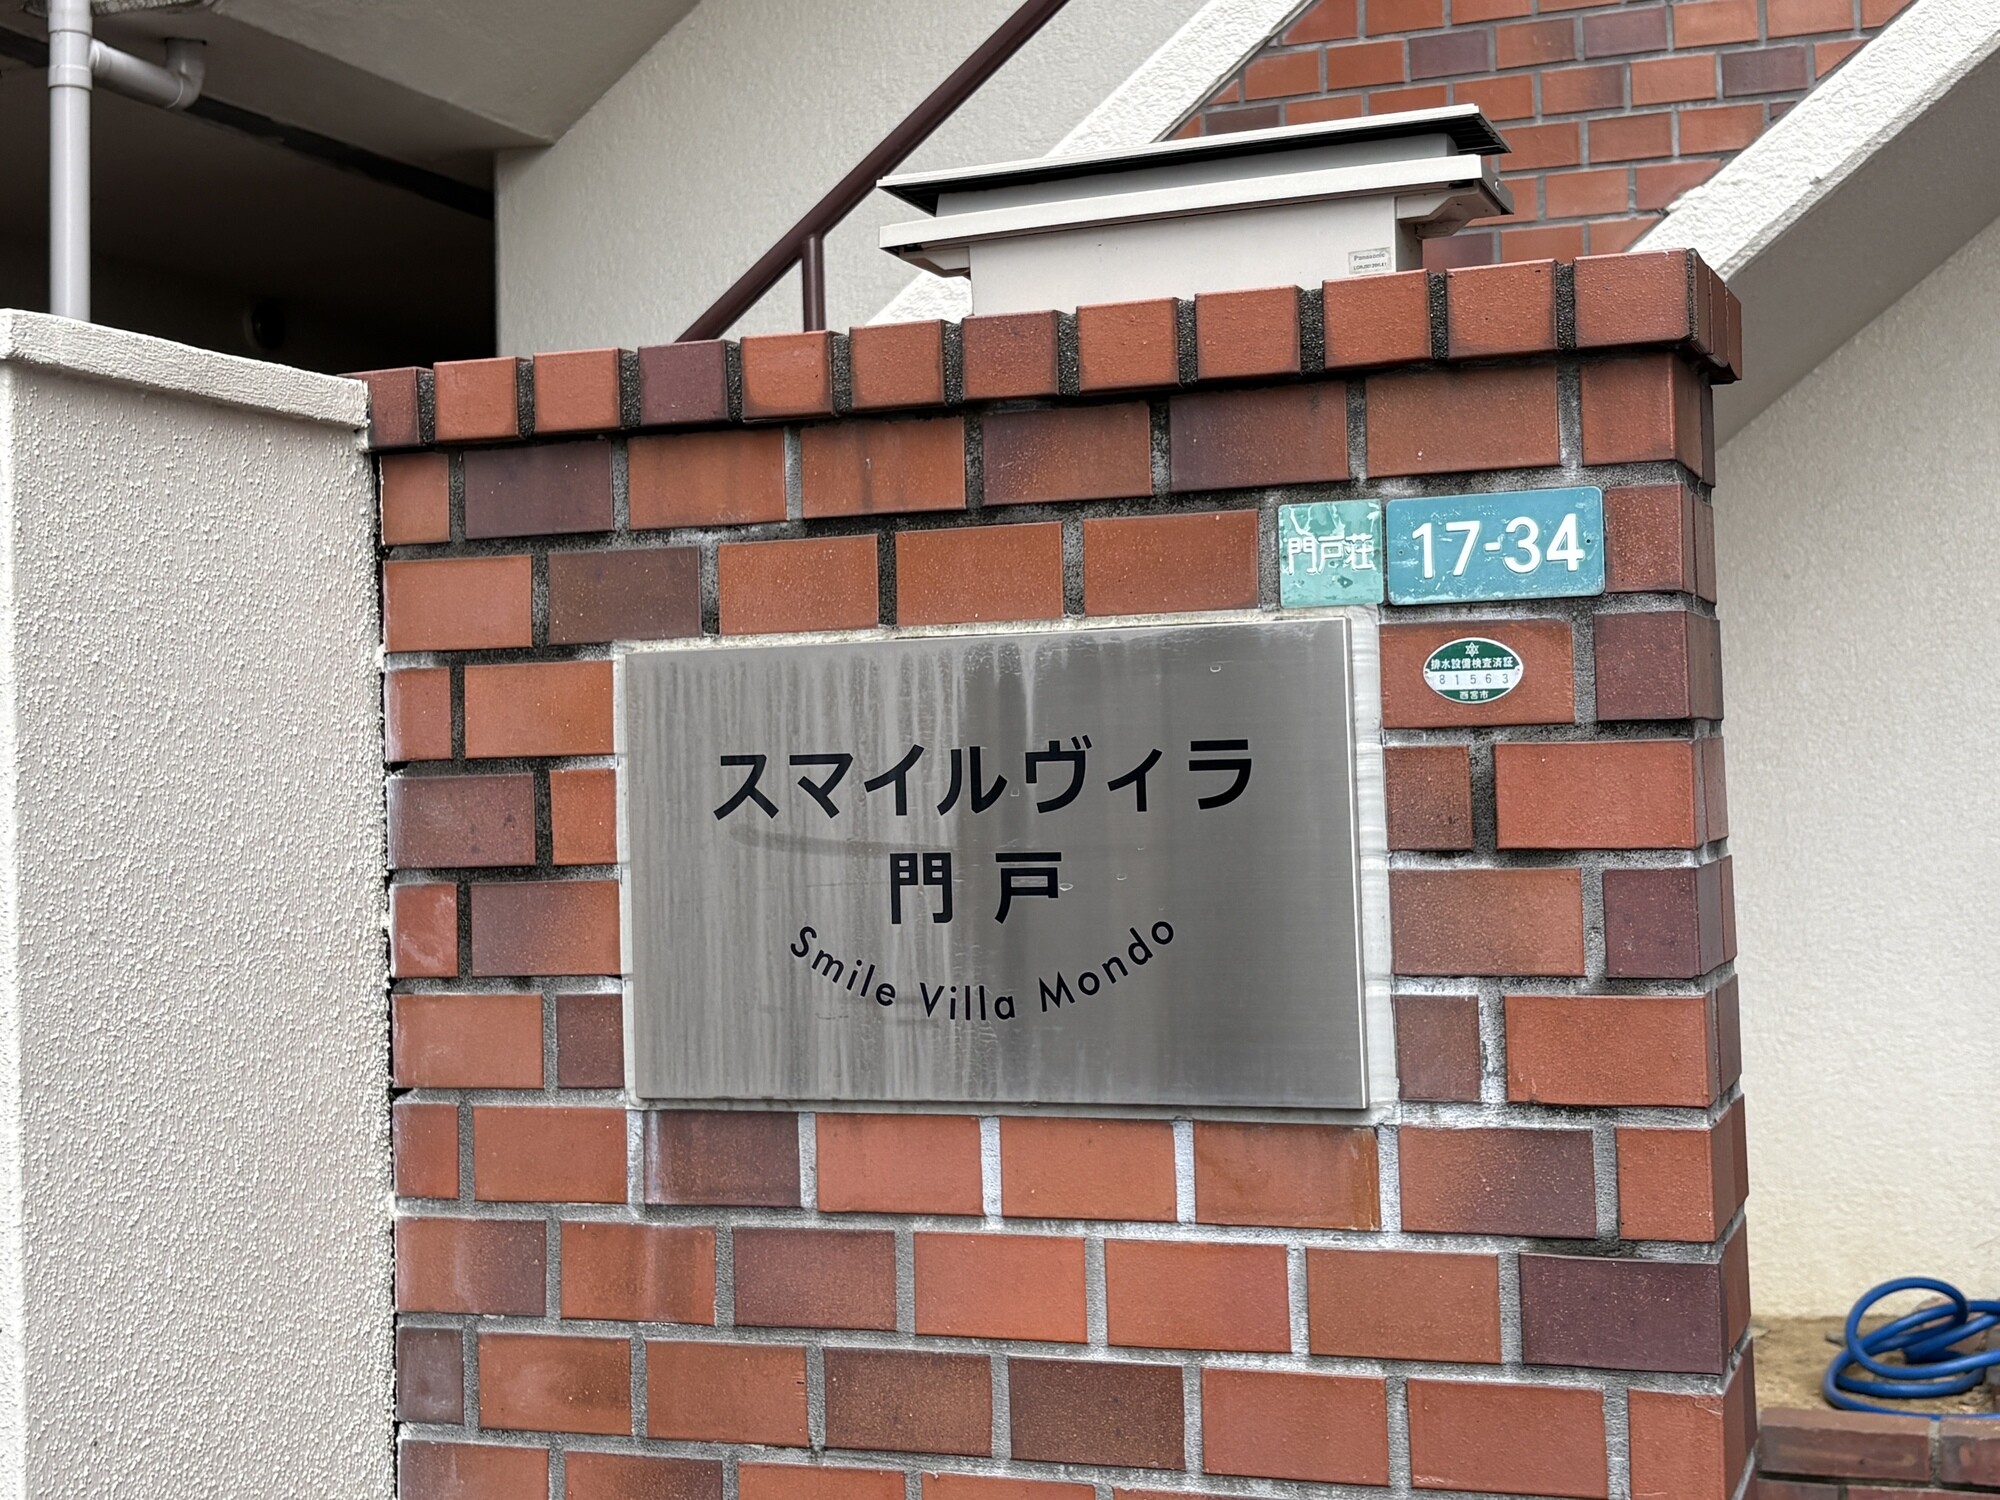 Panasonic
門戸荘
17-34
排水設備検査済証
81563
西宮市
スマイルヴィラ
門戸
Smile Villa Mondo